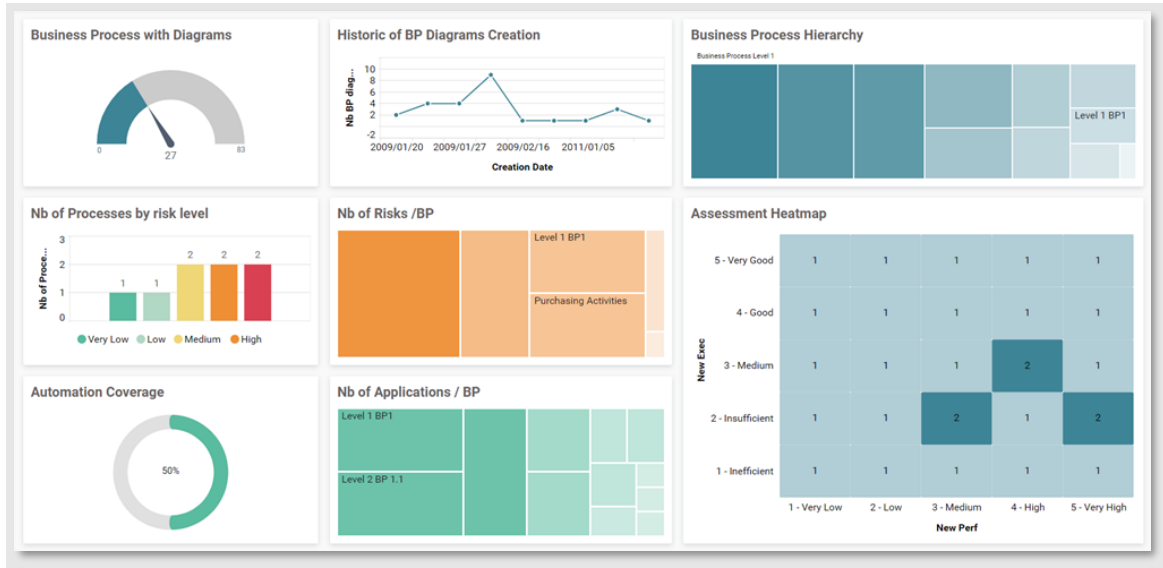 Business Process with Diagrams
0
27
83
Historic of BP Diagrams Creation
Nb BP diag...
10
8
6
4
2
-2
2009/01/20 2009/01/27 2009/02/16 2011/01/05
Creation Date
Business Process Hierarchy
Business Process Level 1
Level 1 BP1
Nb of Processes by risk level
Nb of Proce...
3
2
1
0
1 1 2 2 2
Very Low Low Medium High
Nb of Risks /BP
Level 1 BP1
Purchasing Activities
Assessment Heatmap
New Exec
5 - Very Good 1 1 1 1 1
4 - Good 1 1 1 1 1
3 - Medium 1 1 1 2 1
2 - Insufficient 1 1 2 1 2
1 - Inefficient 1 1 1 1 1
1 - Very Low 2 - Low 3 - Medium 4 - High 5 - Very High
New Perf
Automation Coverage
50%
Nb of Applications / BP
Level 1 BP1
Level 2 BP 1.1